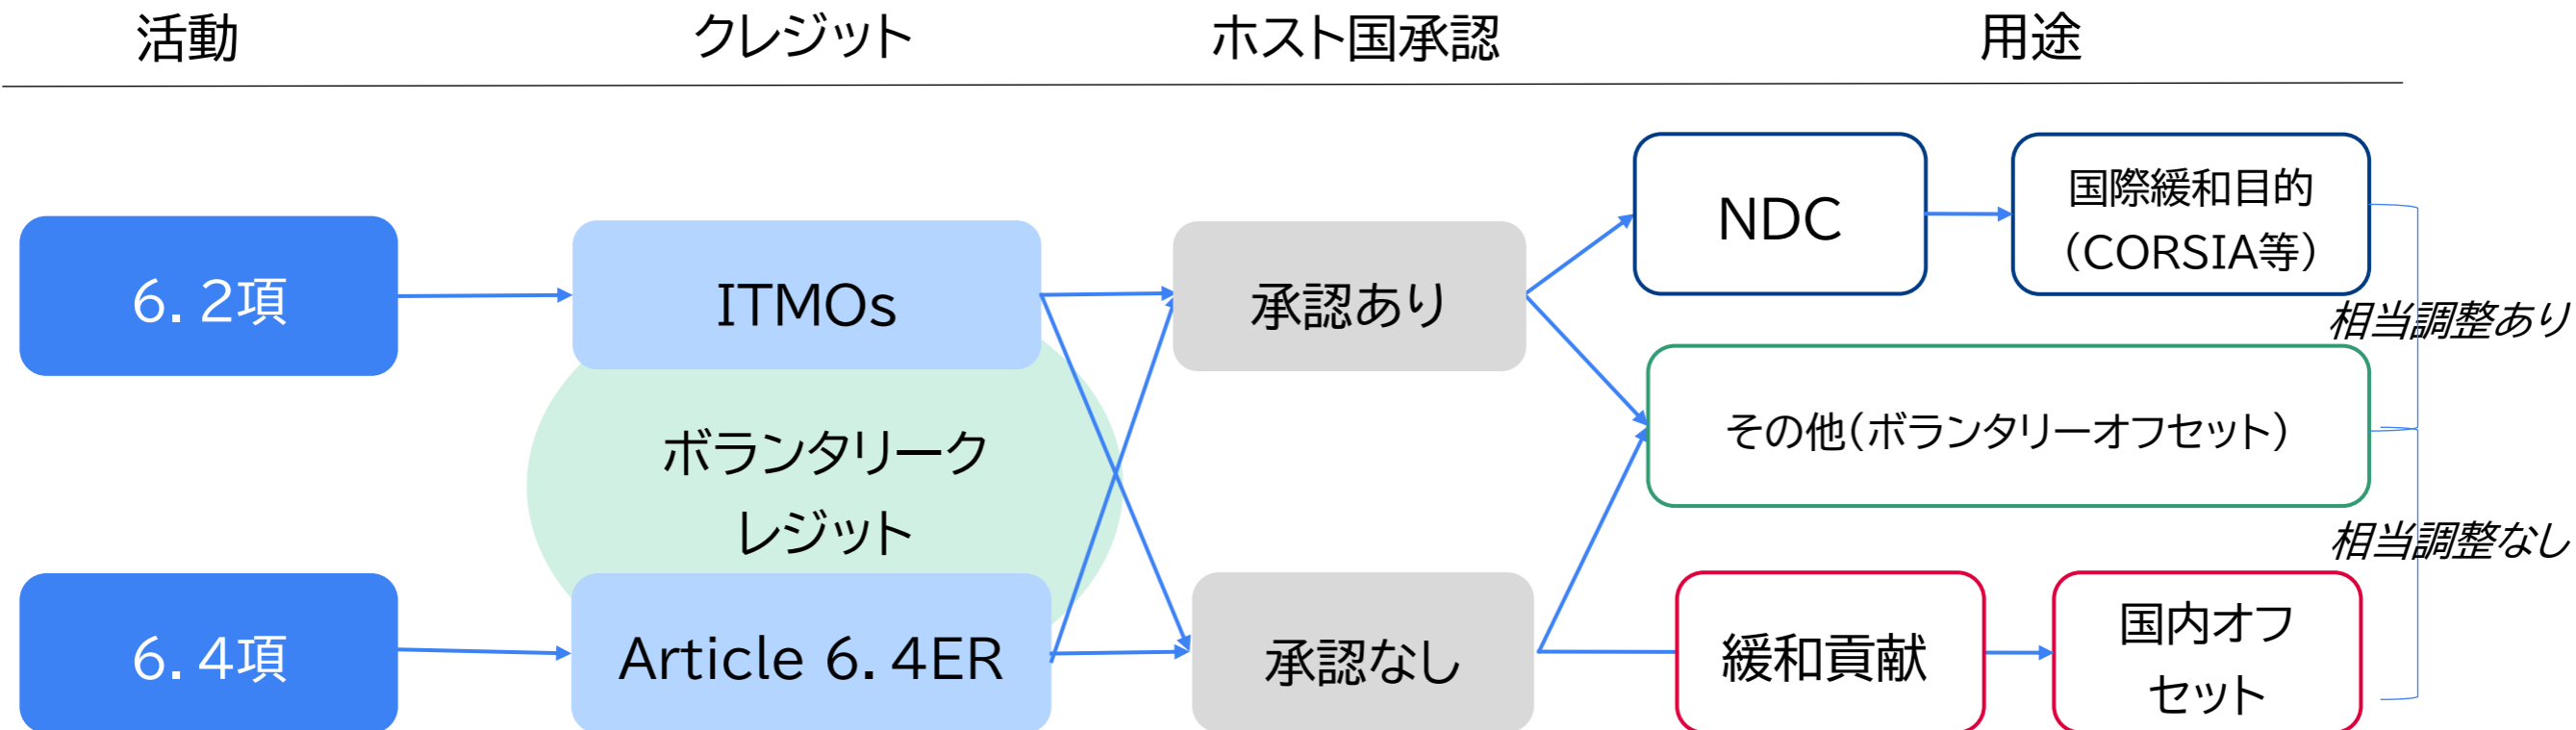 活動
クレジット
ホスト国承認
用途
6.2項
ITMOs
承認あり
NDC
国際緩和目的
(CORSIA等)
相当調整あり
ボランタリーク
レジット
その他(ボランタリーオフセット)
相当調整なし
6.4項
Article 6.4ER
承認なし
緩和貢献
国内オフ
セット